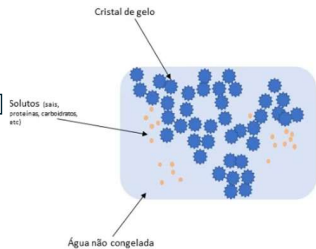 Cristal de gelo
Solutos (sais,
proteínas, carboidratos,
etc)
Água não congelada